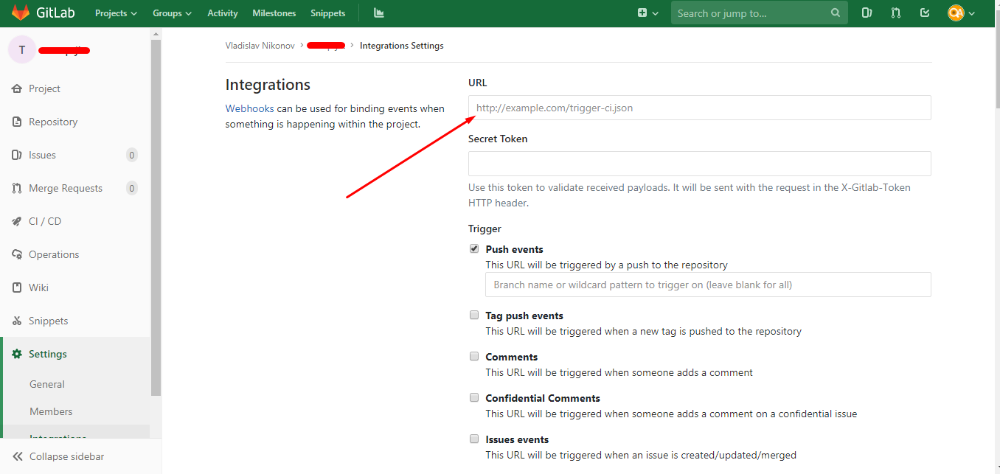 GitLab Projects Groups Activity Milestones Snippets Search or jump to...
T
Project
Repository
Issues 0
Merge Requests 0
CI / CD
Operations
Wiki
Snippets
Settings
General
Members
Integrations
Collapse sidebar
Vladislav Nikonov > > Integrations Settings
Integrations
Webhooks can be used for binding events when
something is happening within the project.
URL
http://example.com/trigger-ci.json
Secret Token
Use this token to validate received payloads. It will be sent with the request in the X-Gitlab-Token
HTTP header.
Trigger
Push events
This URL will be triggered by a push to the repository
Branch name or wildcard pattern to trigger on (leave blank for all)
Tag push events
This URL will be triggered when a new tag is pushed to the repository
Comments
This URL will be triggered when someone adds a comment
Confidential Comments
This URL will be triggered when someone adds a comment on a confidential issue
Issues events
This URL will be triggered when an issue is created/updated/merged